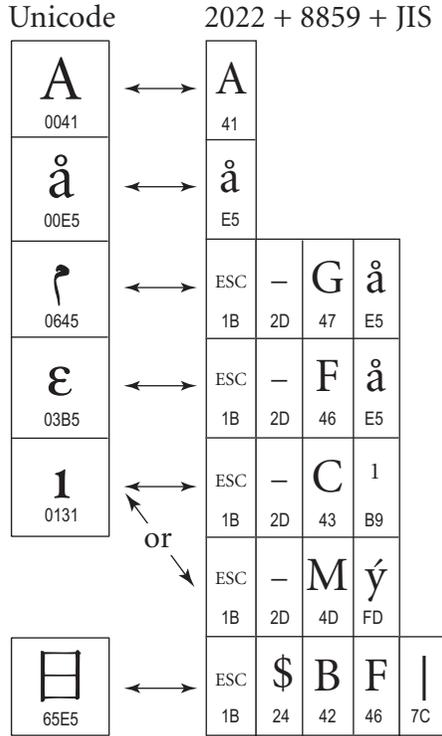 Unicode 2022 + 8859 + JIS
A A
0041 41
å å
00E5 E5
م ESC – G å
0645 1B 2D 47 E5
ε ESC – F å
03B5 1B 2D 46 E5
ı ESC – C ¹
0131 1B 2D 43 B9
or
ESC – M ý
1B 2D 4D FD
日 ESC $ B F |
65E5 1B 24 42 46 7C